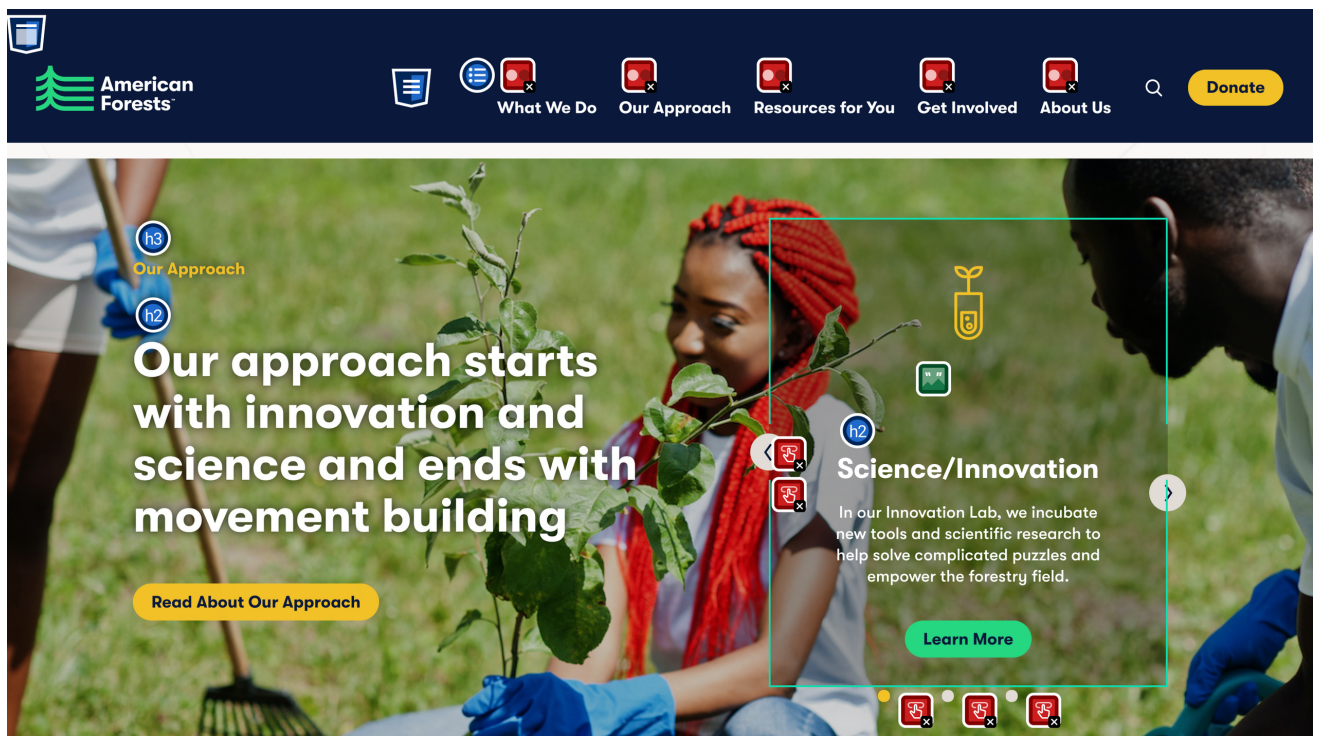 American
Forests
What We Do
Our Approach
Resources for You
Get Involved
About Us
Donate
h3
Our Approach
h2
Our approach starts
with innovation and
science and ends with
movement building
Read About Our Approach
h2
Science/Innovation
In our Innovation Lab, we incubate
new tools and scientific research to
help solve complicated puzzles and
empower the forestry field.
Learn More